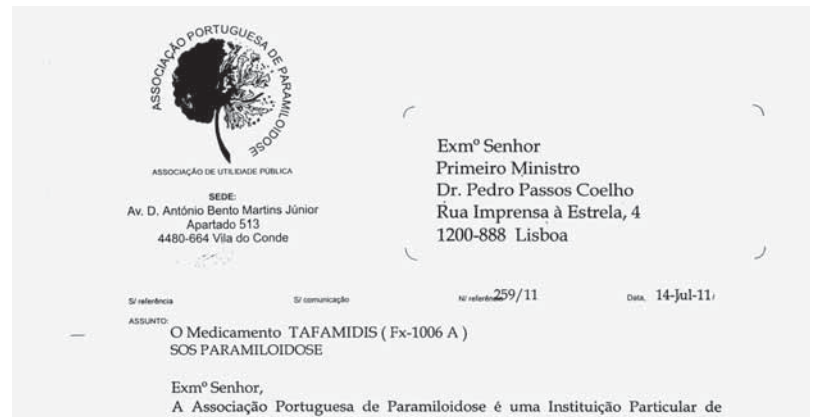 ASSOCIAÇÃO PORTUGUESA DE PARAMILOIDOSE
ASSOCIAÇÃO DE UTILIDADE PÚBLICA
SEDE:
Av. D. António Bento Martins Júnior
Apartado 513
4480-664 Vila do Conde
Exmº Senhor
Primeiro Ministro
Dr. Pedro Passos Coelho
Rua Imprensa à Estrela, 4
1200-888 Lisboa
S/ referência S/ comunicação N/ referência 259/11 Data, 14-Jul-11
ASSUNTO:
O Medicamento TAFAMIDIS ( Fx-1006 A )
SOS PARAMILOIDOSE
Exmº Senhor,
A Associação Portuguesa de Paramiloidose é uma Instituição Particular de